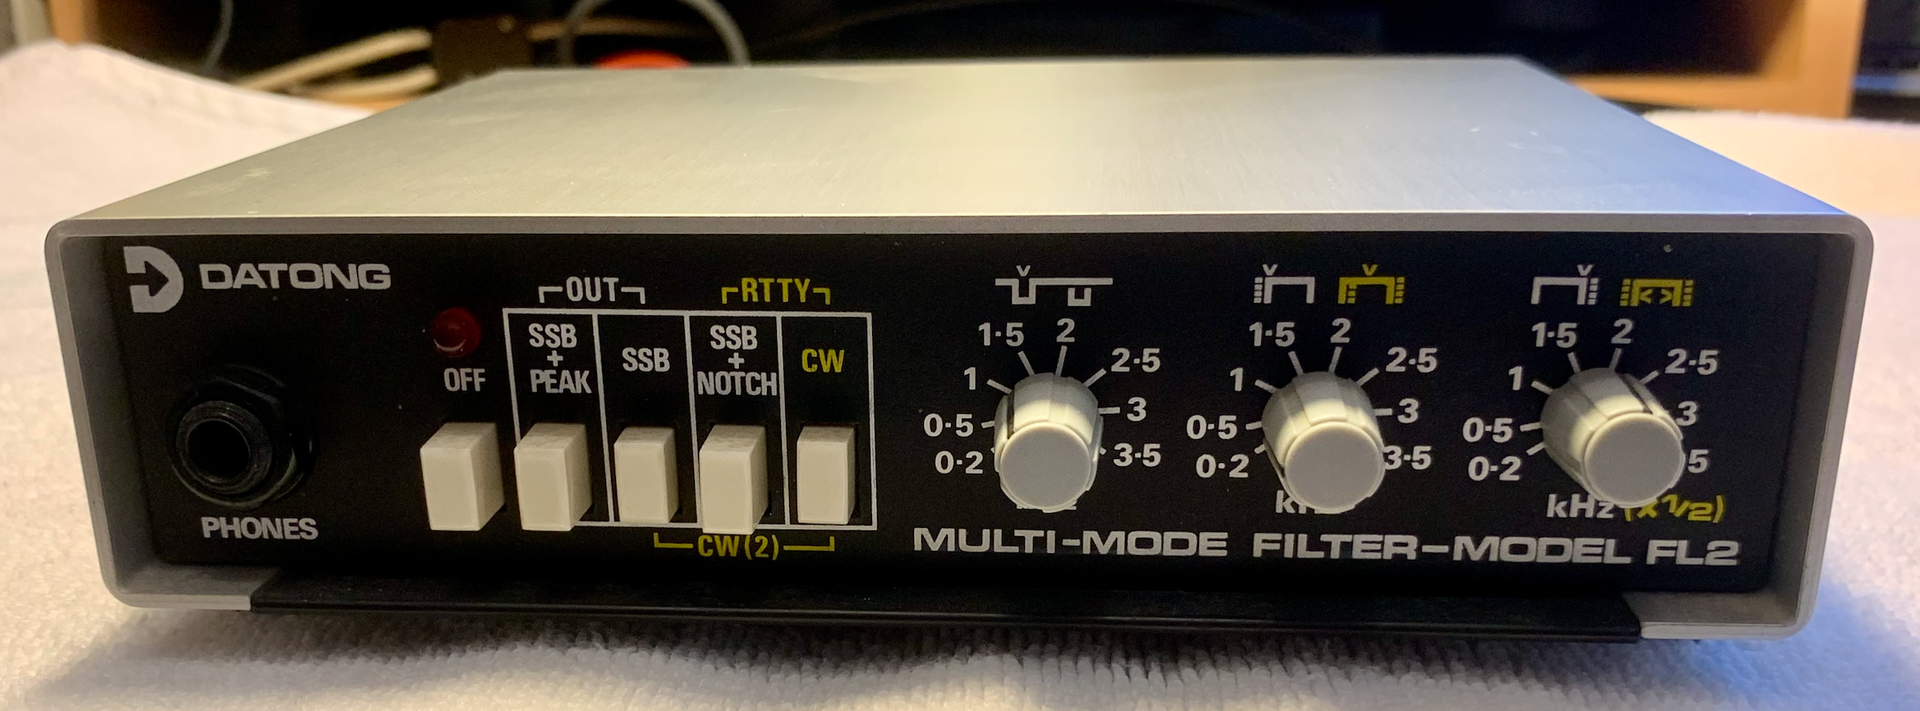 DATONG
PHONES
OFF
OUT
RTTY
SSB
+
PEAK
SSB
SSB
+
NOTCH
CW
CW(2)
0·2
0·5
1
1·5
2
2·5
3
3·5
0·2
0·5
1
1·5
2
2·5
3
3·5
0·2
0·5
1
1·5
2
2·5
3
5
kHz (x1/2)
MULTI-MODE FILTER-MODEL FL2